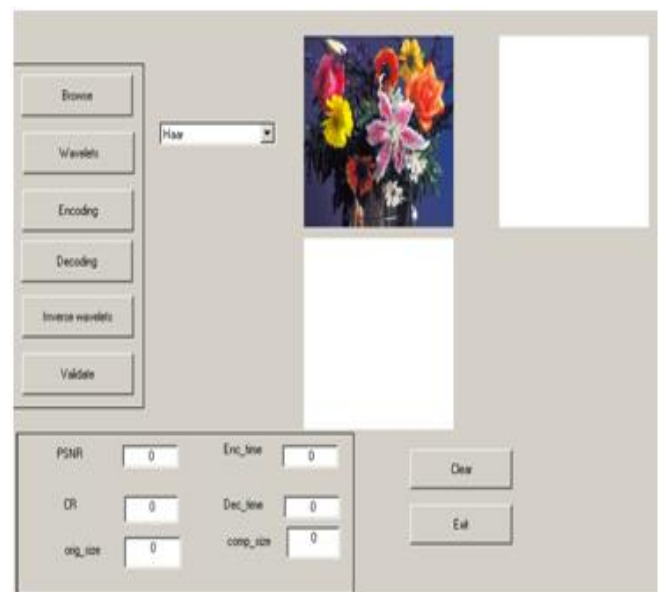 Browse
Wavelets
Haar
Encoding
Decoding
Inverse wavelets
Validate
PSNR 0 Enc_time 0
CR 0 Dec_time 0
orig_size 0 comp_size 0
Clear
Exit